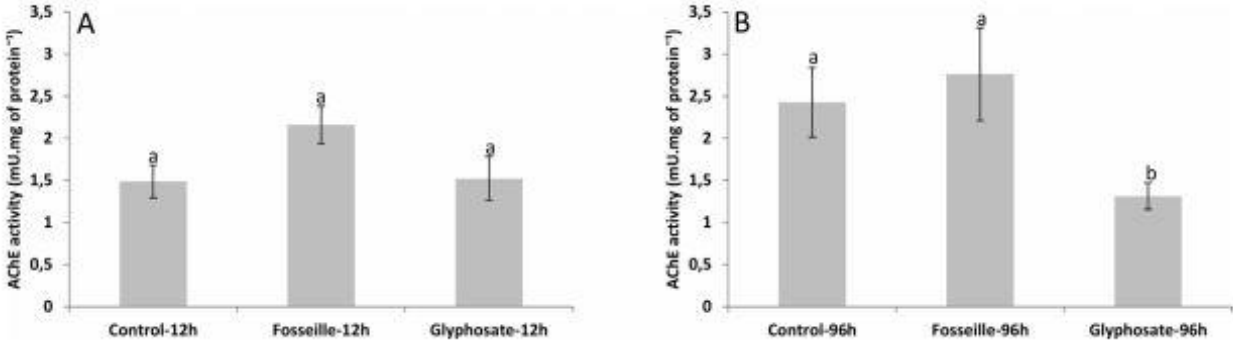 A
AChE activity (mU.mg of protein⁻¹)
3,5
3
2,5
2
1,5
1
0,5
0
a
a
a
Control-12h
Fosseille-12h
Glyphosate-12h
B
AChE activity (mU.mg of protein⁻¹)
3,5
3
2,5
2
1,5
1
0,5
0
a
a
b
Control-96h
Fosseille-96h
Glyphosate-96h